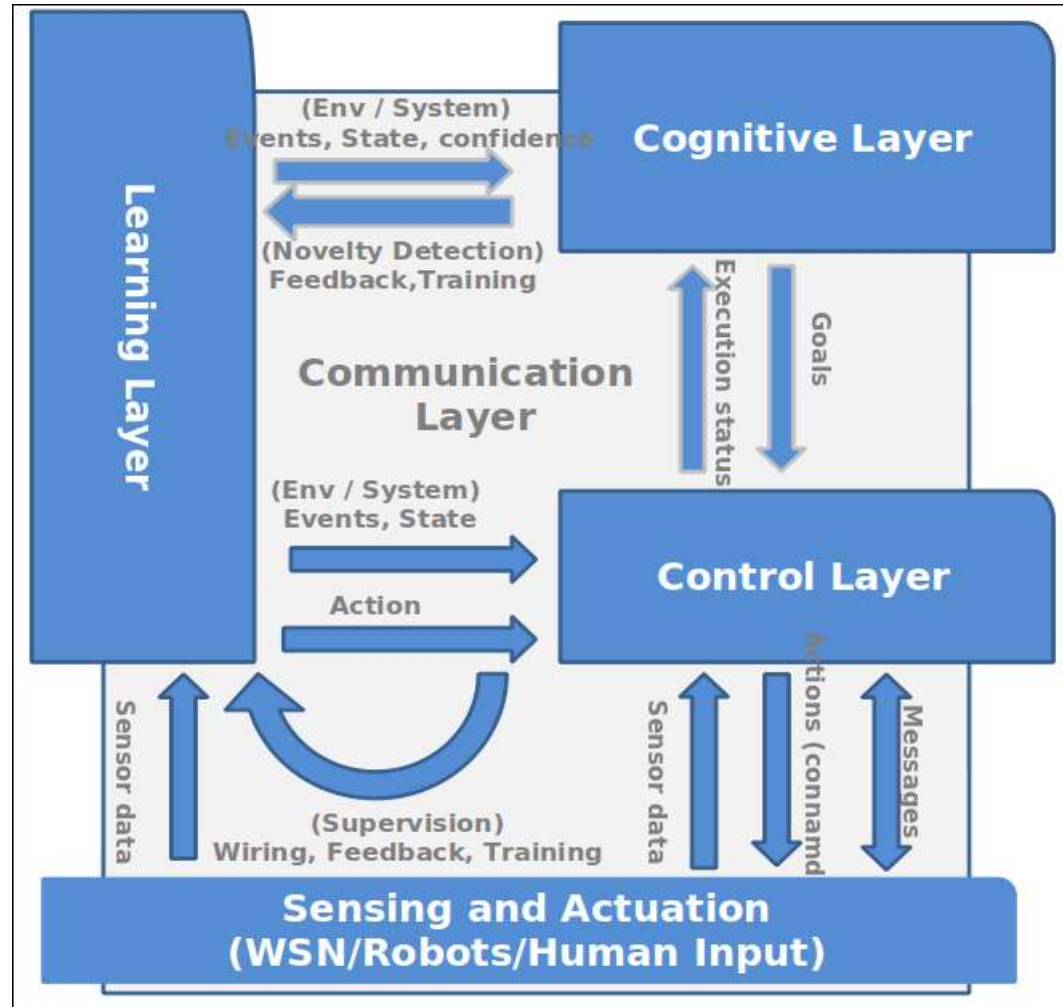 (Env / System)
Events, State, confidence
Cognitive Layer
Learning Layer
(Novelty Detection)
Feedback,Training
Execution status
Goals
Communication
Layer
(Env / System)
Events, State
Control Layer
Action
Sensor data
(Supervision)
Wiring, Feedback, Training
Sensor data
Actions (connamd
Messages
Sensing and Actuation
(WSN/Robots/Human Input)